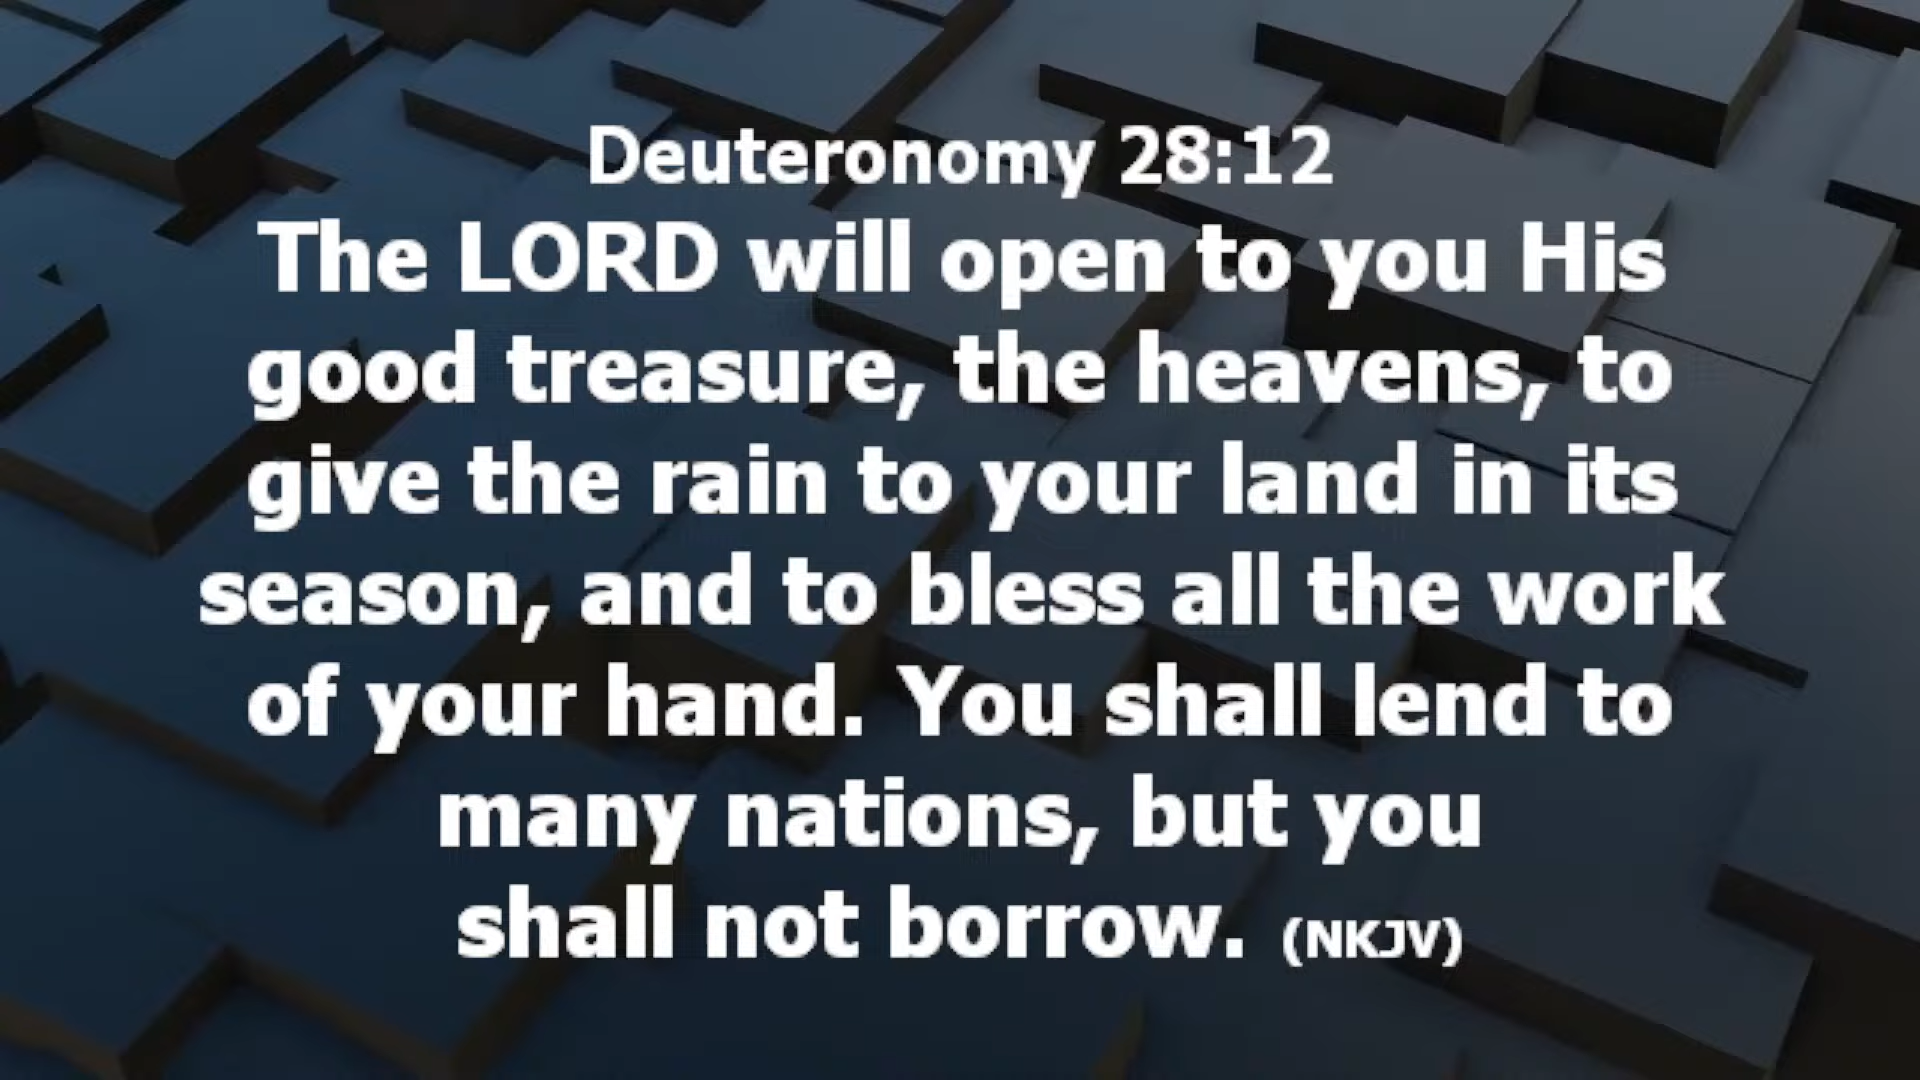 Deuteronomy 28:12
The LORD will open to you His
good treasure, the heavens, to
give the rain to your land in its
season, and to bless all the work
of your hand. You shall lend to
many nations, but you
shall not borrow. (NKJV)